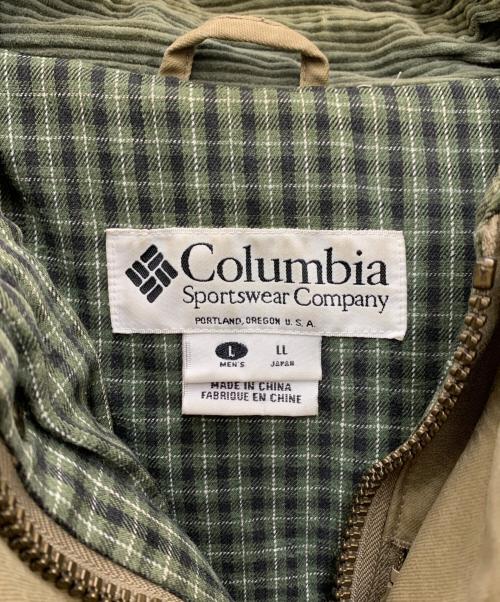 Columbia
Sportswear Company
PORTLAND, OREGON U.S.A.
L LL
MEN'S JAPAN
MADE IN CHINA
FABRIQUE EN CHINE